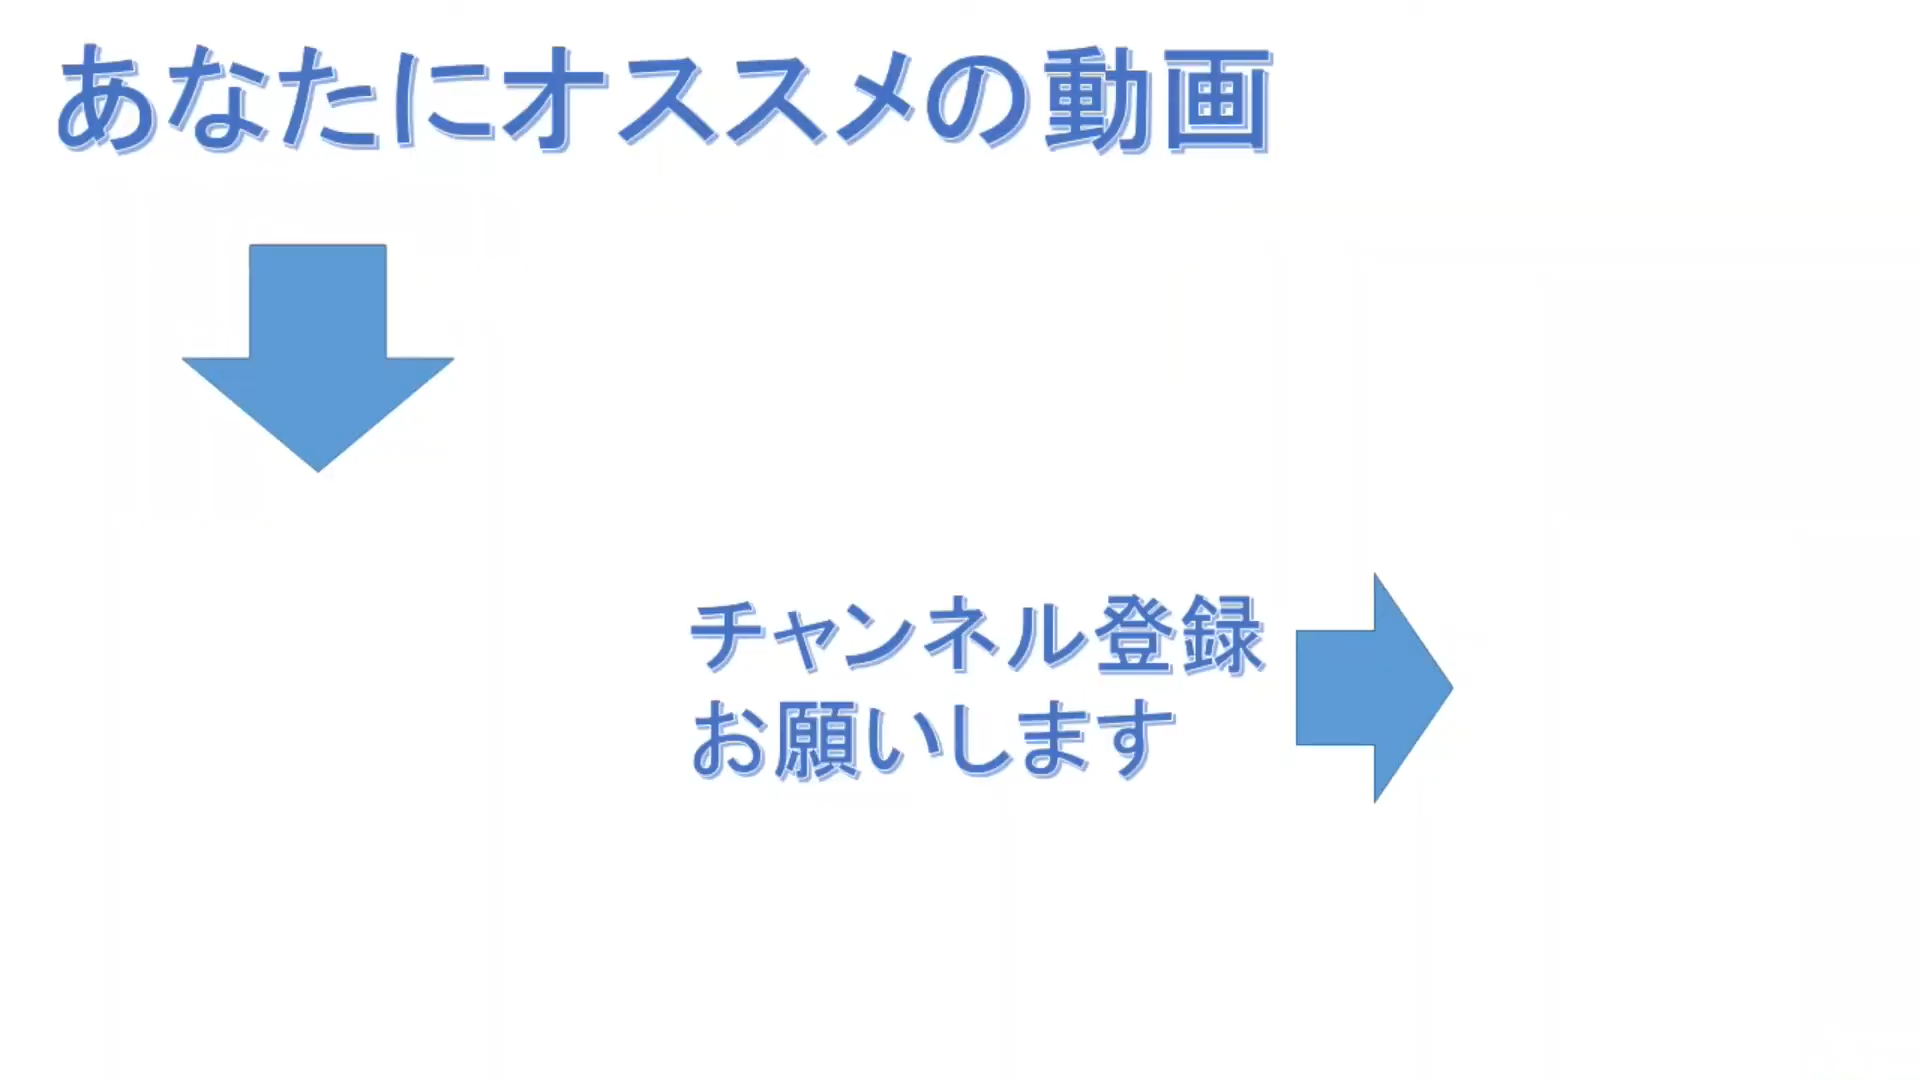 あなたにオススメの動画
チャンネル登録
お願いします